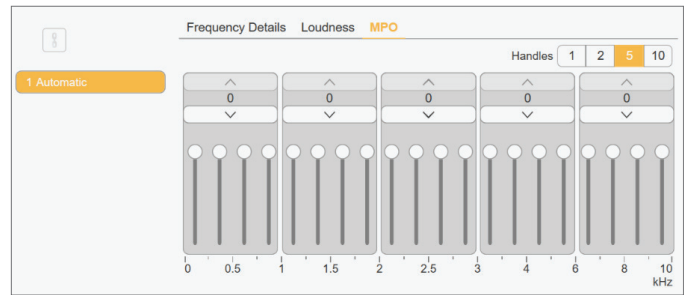 Frequency Details Loudness MPO
Handles 1 2 5 10
1 Automatic
0 0 0 0 0
0 0.5 1 1.5 2 2.5 3 4 6 8 10
kHz